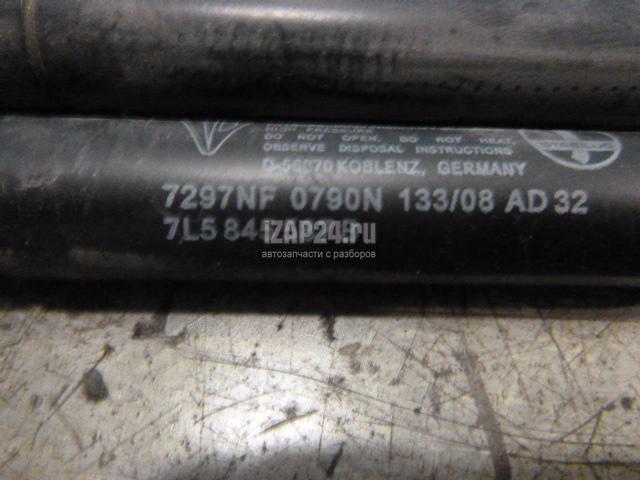 HIGH PRESSURE
DO NOT OPEN. DO NOT HEAT.
OBSERVE DISPOSAL INSTRUCTIONS
STABILUS
D-56070 KOBLENZ, GERMANY
7297NF 0790N 133/08 AD 32
7L5
iZAP24.ru
автозапчасти с разборов